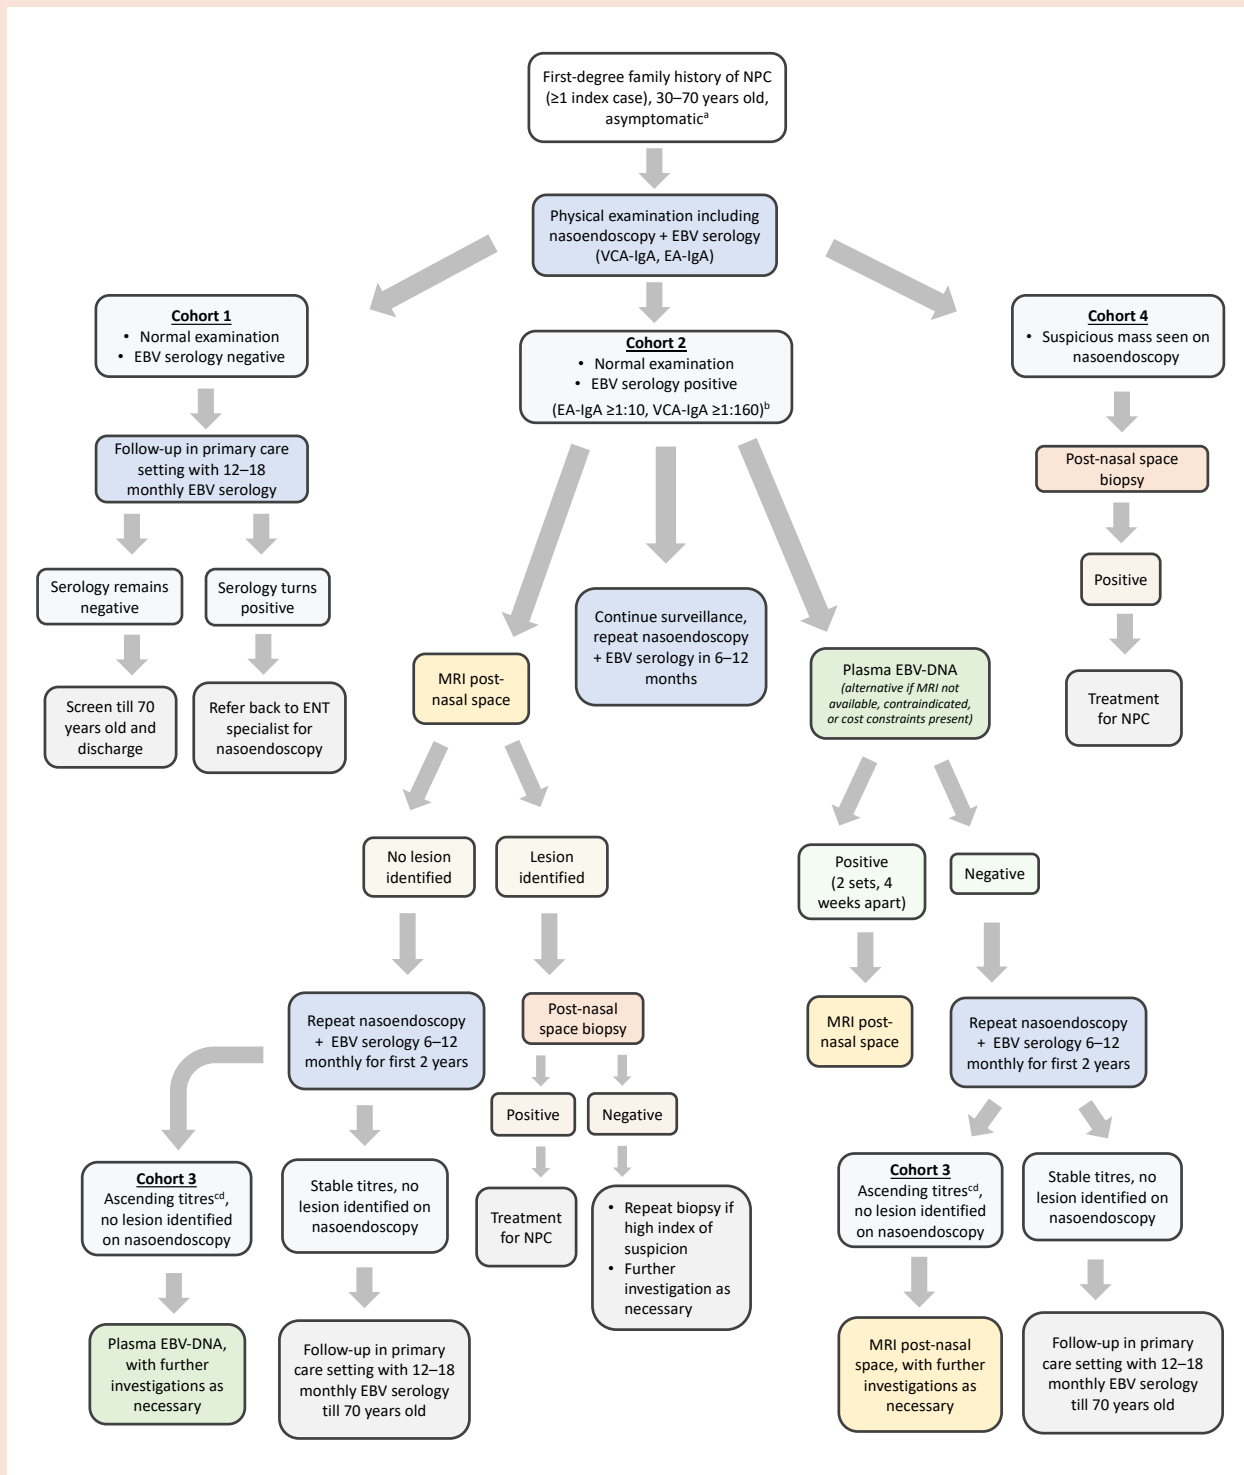 First-degree family history of NPC
(≥1 index case), 30–70 years old,
asymptomaticᵃ
Physical examination including
nasoendoscopy + EBV serology
(VCA-IgA, EA-IgA)
Cohort 1
• Normal examination
• EBV serology negative
Cohort 2
• Normal examination
• EBV serology positive
(EA-IgA ≥1:10, VCA-IgA ≥1:160)ᵇ
Cohort 4
• Suspicious mass seen on
nasoendoscopy
Follow-up in primary care
setting with 12–18
monthly EBV serology
Post-nasal space
biopsy
Serology remains
negative
Serology turns
positive
Positive
Screen till 70
years old and
discharge
Refer back to ENT
specialist for
nasoendoscopy
Treatment
for NPC
MRI post-
nasal space
Continue surveillance,
repeat nasoendoscopy
+ EBV serology in 6–12
months
Plasma EBV-DNA
(alternative if MRI not
available, contraindicated,
or cost constraints present)
No lesion
identified
Lesion
identified
Positive
(2 sets, 4
weeks apart)
Negative
Repeat nasoendoscopy
+ EBV serology 6–12
monthly for first 2 years
Post-nasal
space biopsy
MRI post-
nasal space
Repeat nasoendoscopy
+ EBV serology 6–12
monthly for first 2 years
Positive
Negative
Cohort 3
Ascending titresᶜᵈ,
no lesion identified
on nasoendoscopy
Stable titres, no
lesion identified on
nasoendoscopy
Treatment
for NPC
• Repeat biopsy if
high index of
suspicion
• Further
investigation as
necessary
Cohort 3
Ascending titresᶜᵈ,
no lesion identified
on nasoendoscopy
Stable titres, no
lesion identified on
nasoendoscopy
Plasma EBV-DNA,
with further
investigations as
necessary
Follow-up in primary
care setting with 12–18
monthly EBV serology
till 70 years old
MRI post-nasal
space, with further
investigations as
necessary
Follow-up in primary
care setting with 12–18
monthly EBV serology
till 70 years old